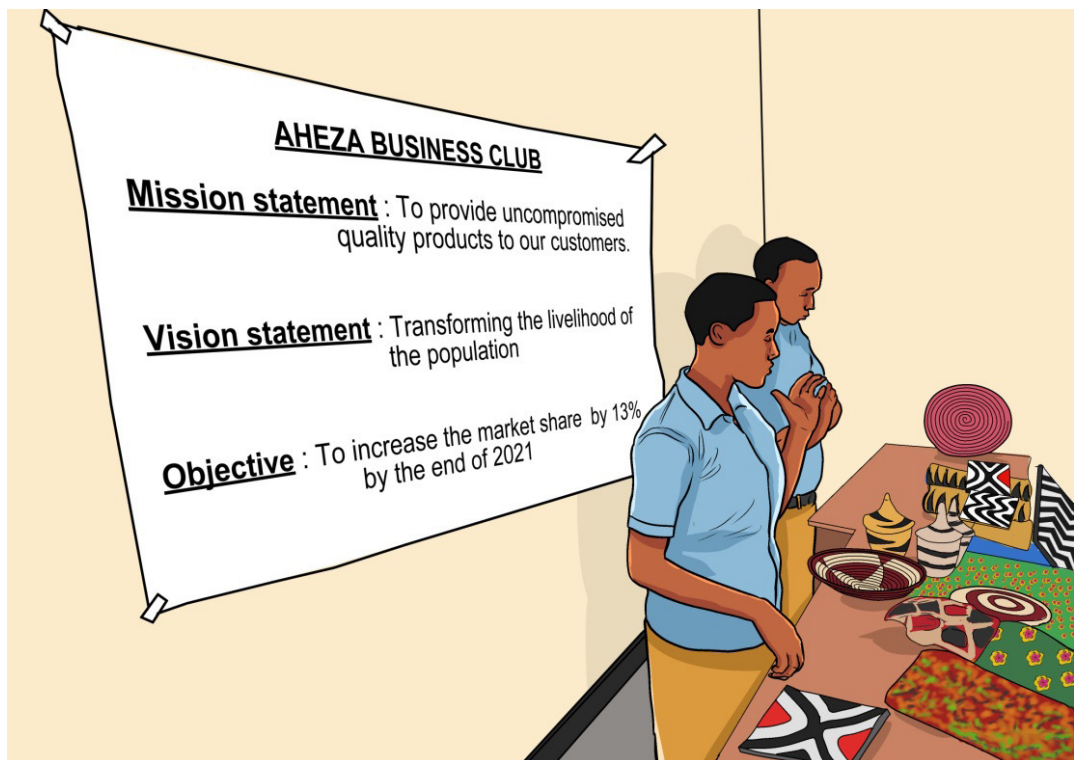 AHEZA BUSINESS CLUB
Mission statement : To provide uncompromised
quality products to our customers.
Vision statement : Transforming the livelihood of
the population
Objective : To increase the market share by 13%
by the end of 2021